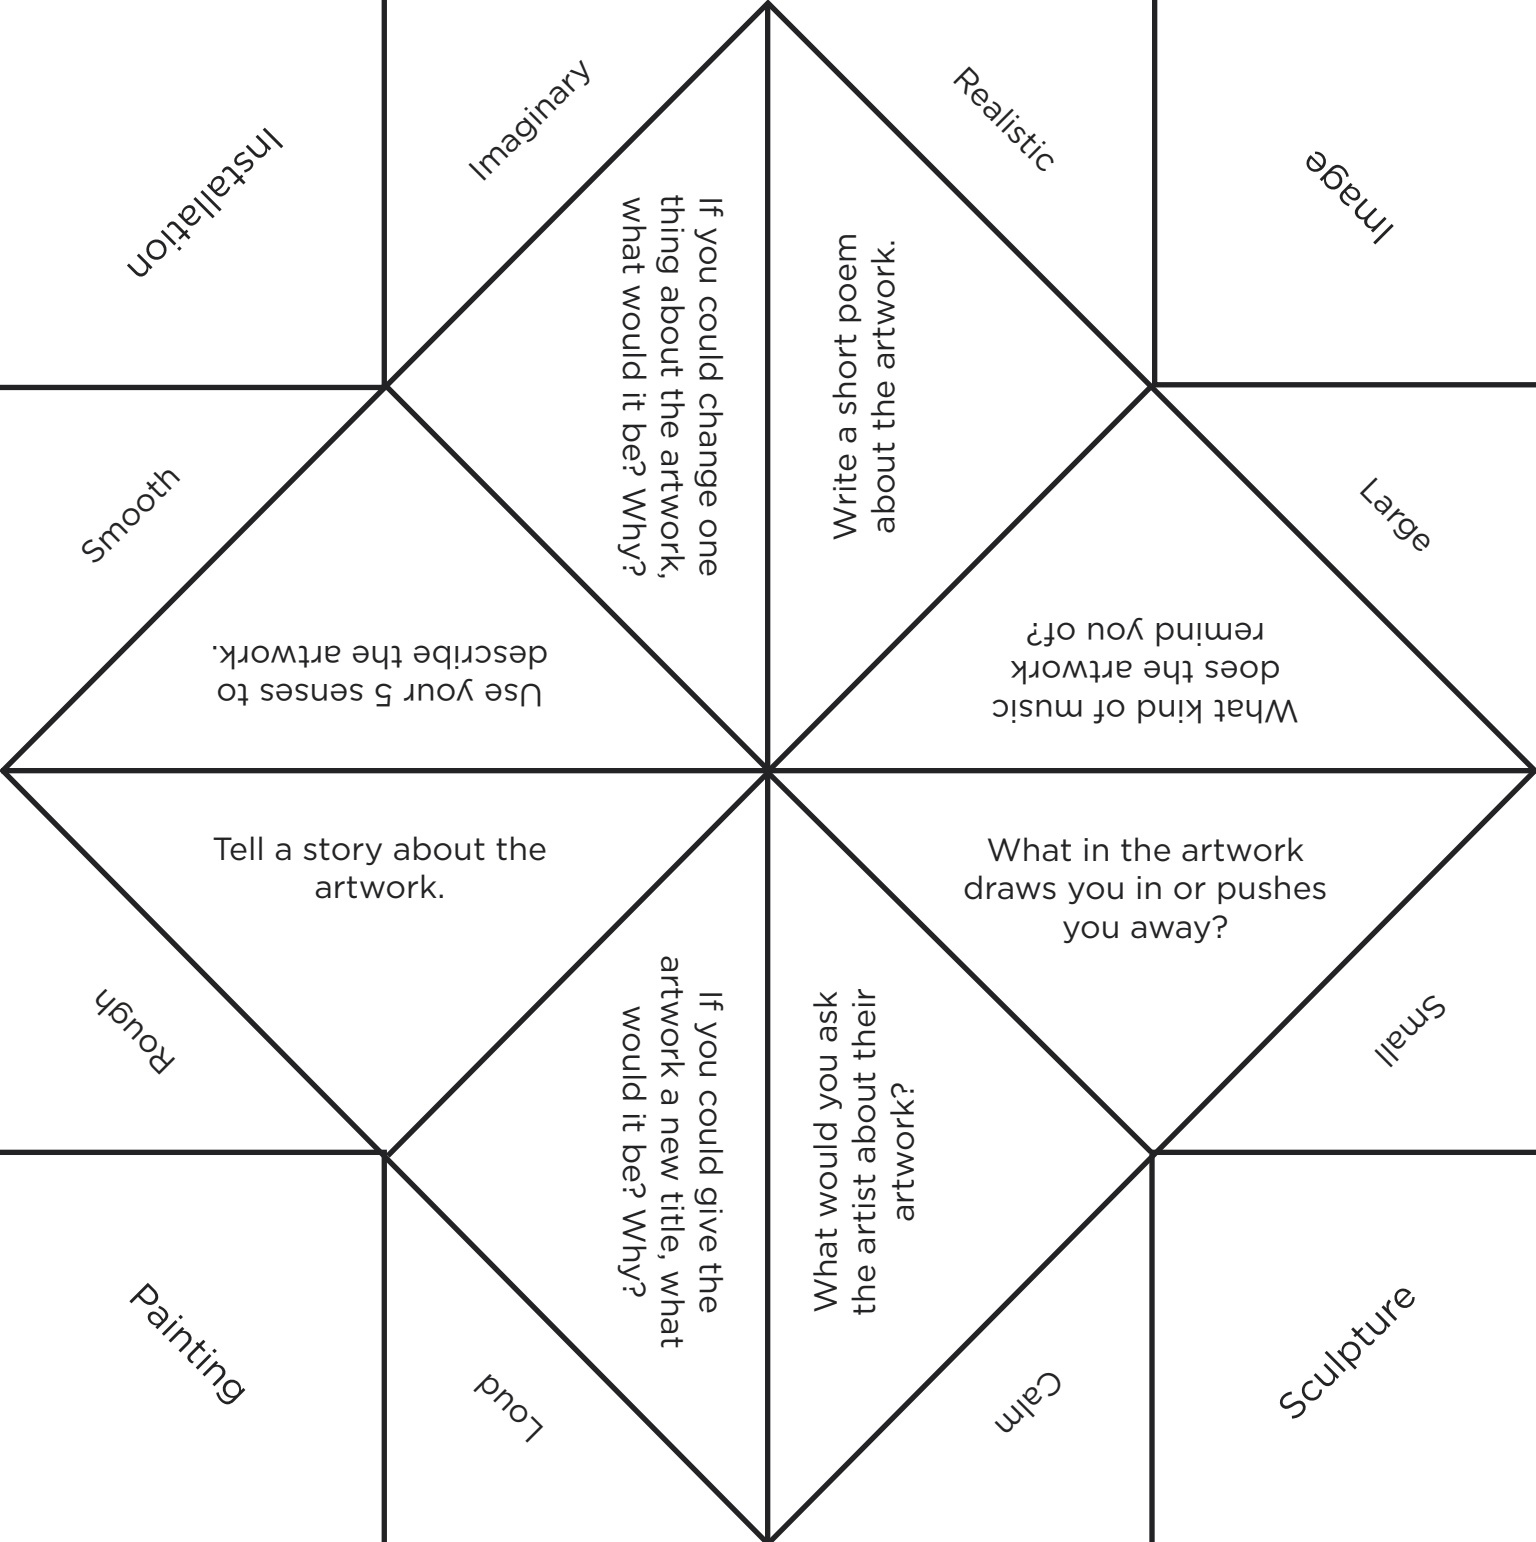 Installation
Imaginary
Realistic
Image
If you could change one
thing about the artwork,
what would it be? Why?
Write a short poem
about the artwork.
Smooth
Large
Use your 5 senses to
describe the artwork.
What kind of music
does the artwork
remind you of?
Tell a story about the
artwork.
What in the artwork
draws you in or pushes
you away?
Rough
Small
If you could give the
artwork a new title, what
would it be? Why?
What would you ask
the artist about their
artwork?
Painting
Loud
Calm
Sculpture